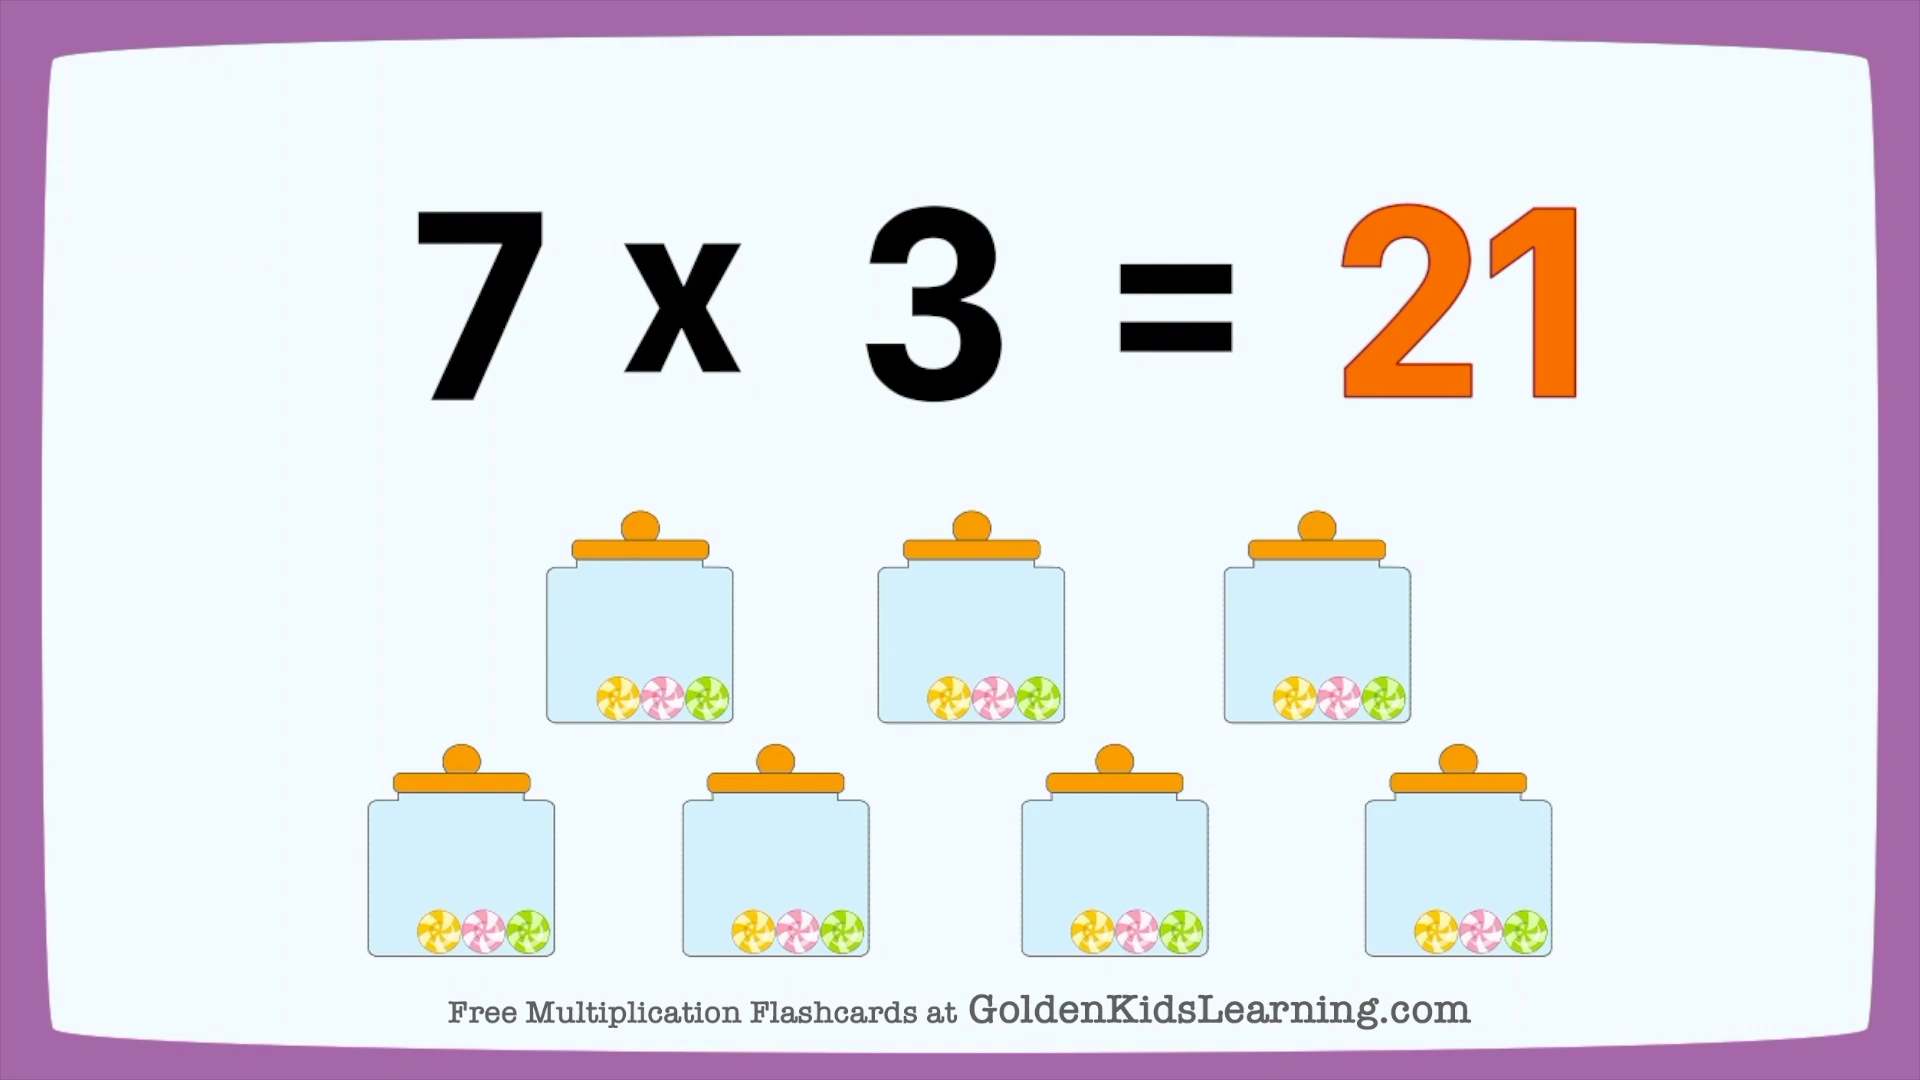 7 x 3 = 21
Free Multiplication Flashcards at GoldenKidsLearning.com